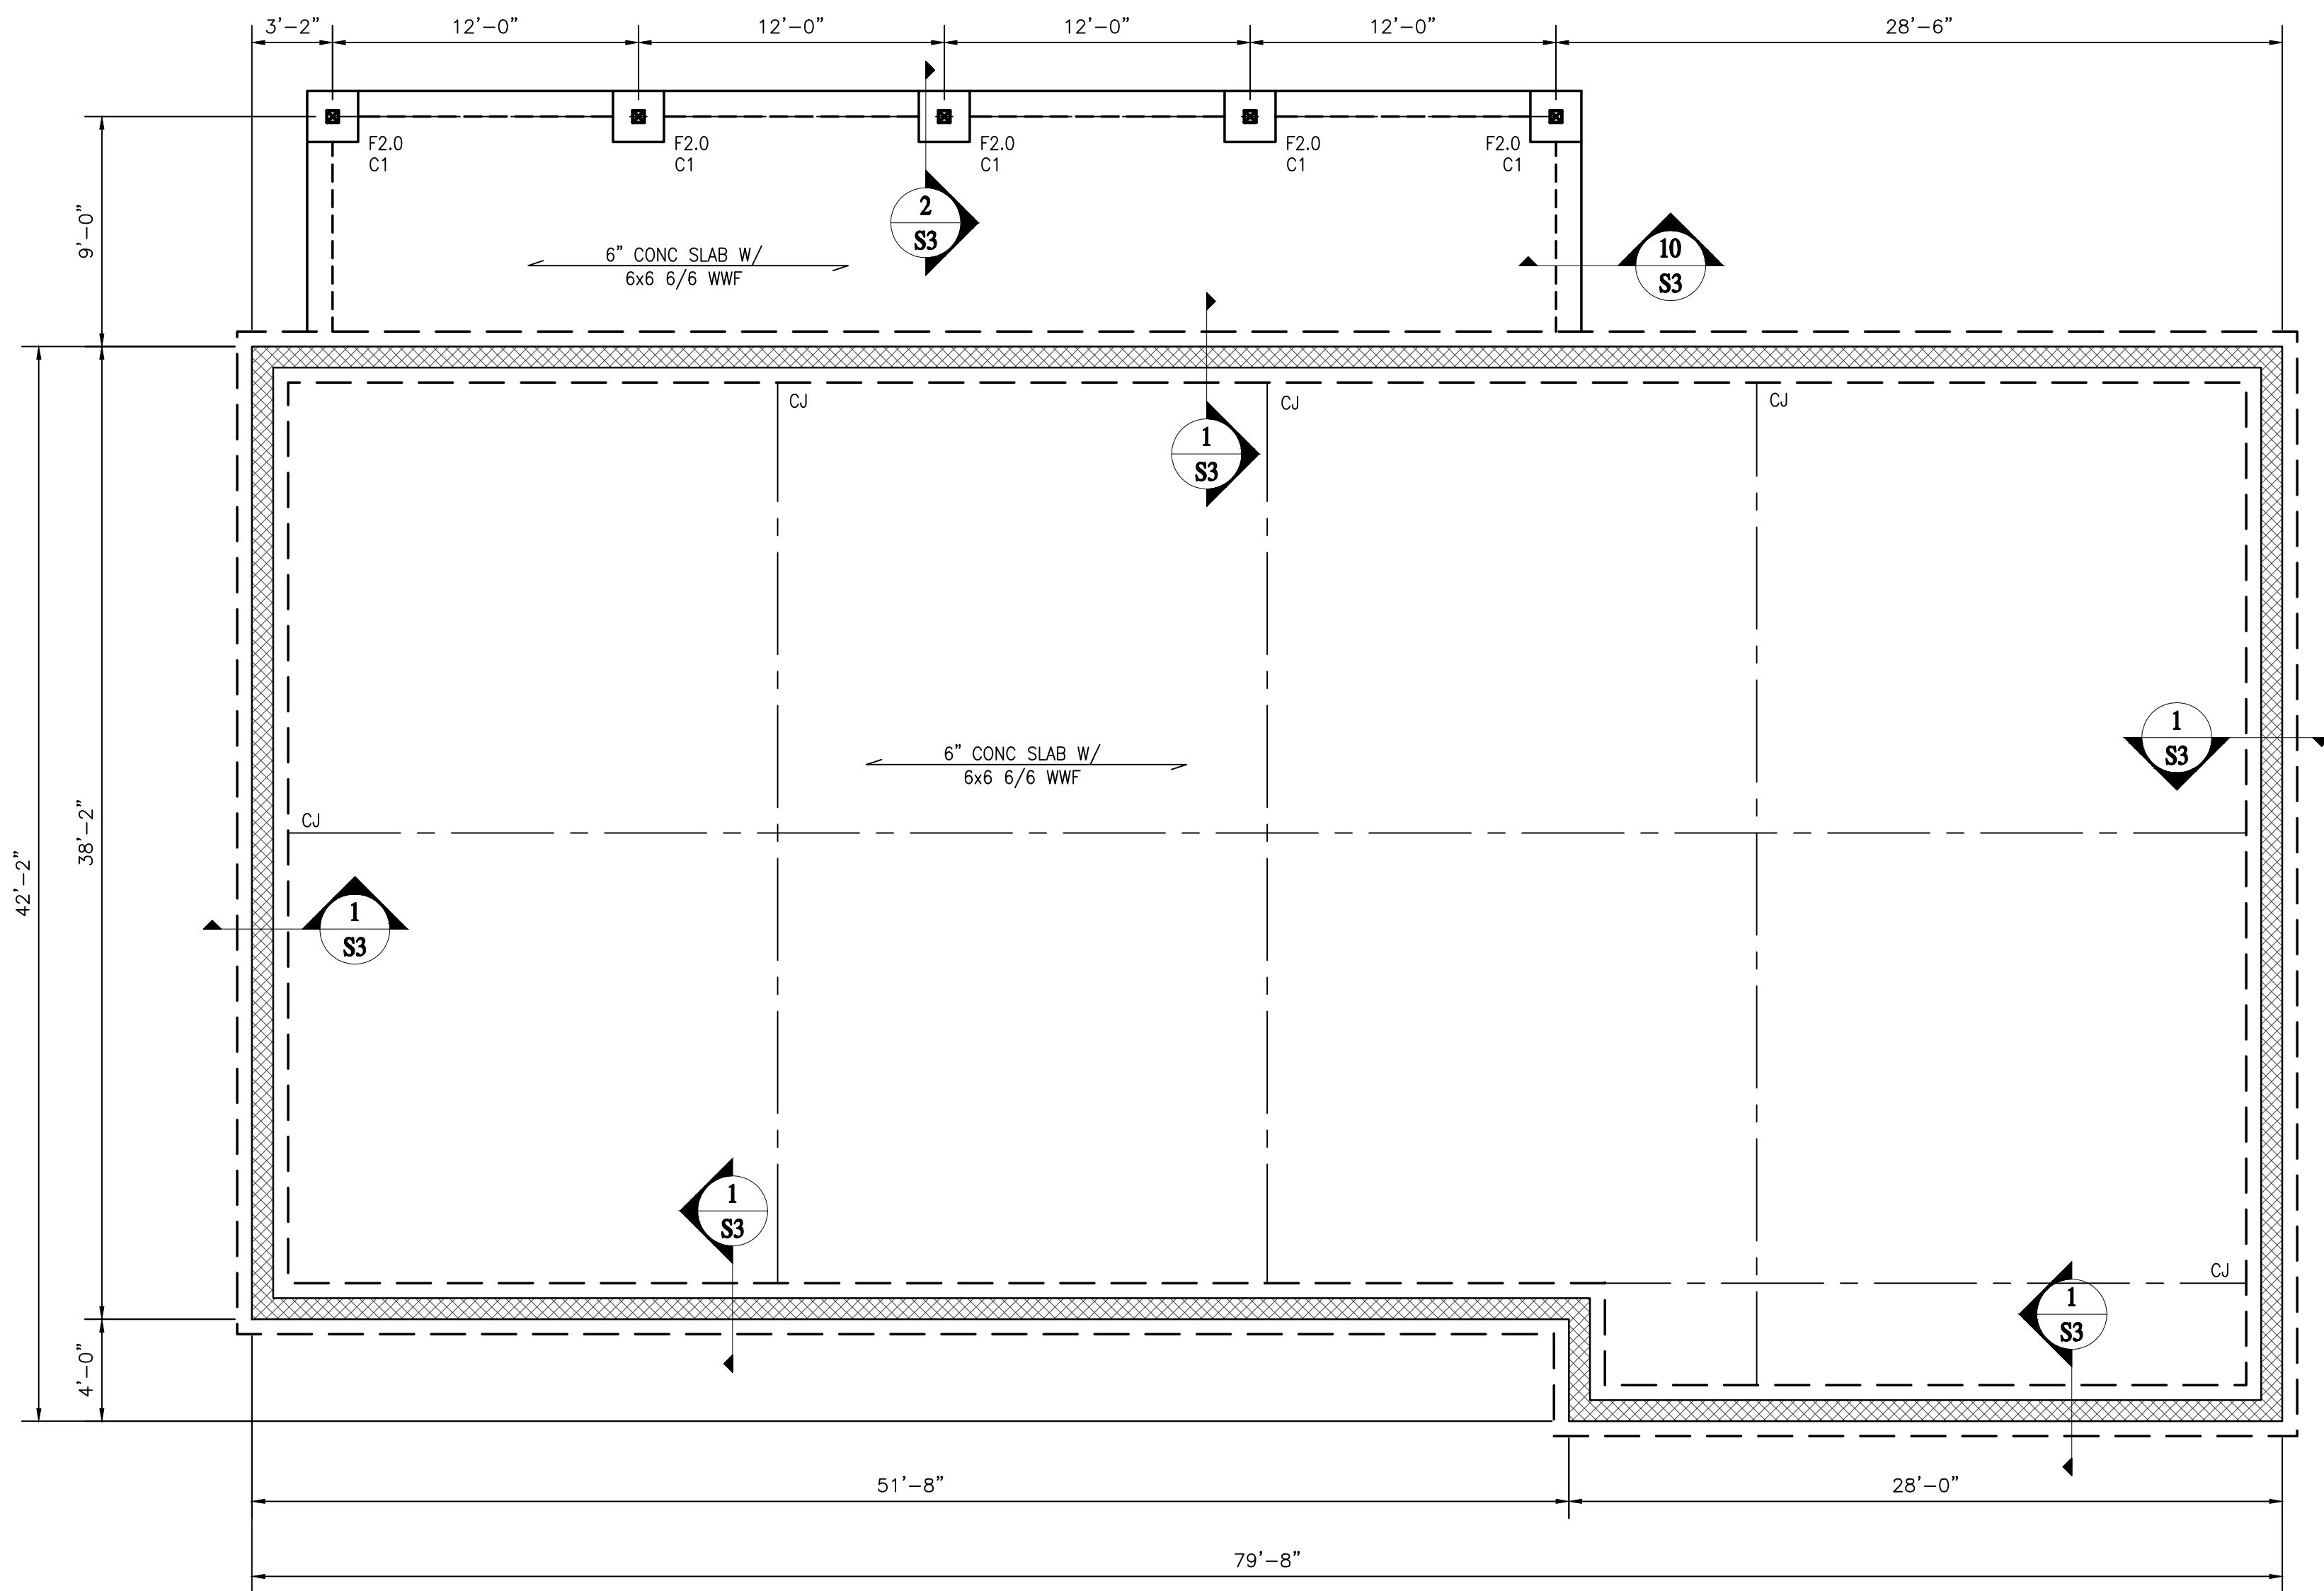 3’-2” 12’-0” 12’-0” 12’-0” 12’-0” 28’-6”
F2.0
C1
F2.0
C1
F2.0
C1
F2.0
C1
F2.0
C1
9’-0”
2
S3
6” CONC SLAB W/
6x6 6/6 WWF
10
S3
CJ
CJ
CJ
1
S3
1
S3
6” CONC SLAB W/
6x6 6/6 WWF
CJ
38’-2”
42’-2”
1
S3
1
S3
CJ
1
S3
4’-0”
51’-8” 28’-0”
79’-8”